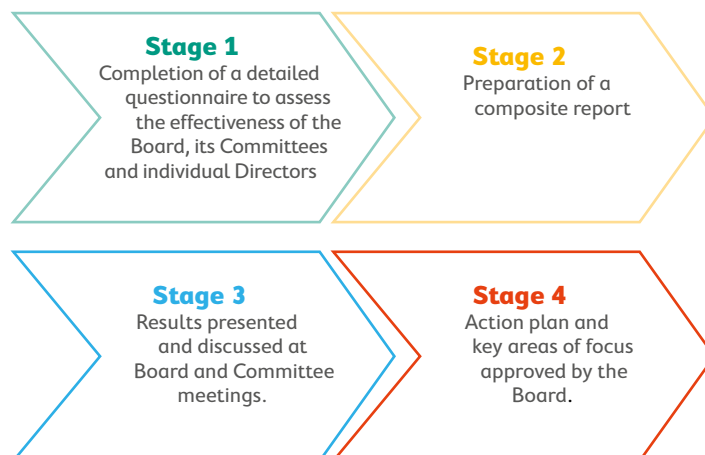 Stage 1
Completion of a detailed
questionnaire to assess
the effectiveness of the
Board, its Committees
and individual Directors
Stage 2
Preparation of a
composite report
Stage 3
Results presented
and discussed at
Board and Committee
meetings.
Stage 4
Action plan and
key areas of focus
approved by the
Board.